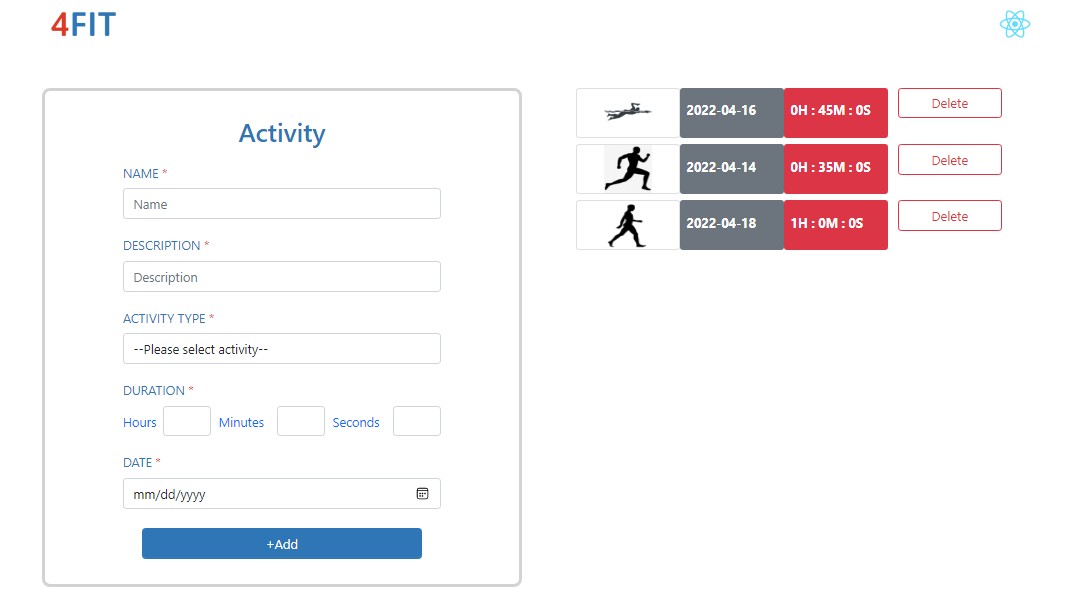 4FIT
Activity
NAME *
Name
DESCRIPTION *
Description
ACTIVITY TYPE *
--Please select activity--
DURATION *
Hours Minutes Seconds
DATE *
mm/dd/yyyy
+Add
2022-04-16 0H : 45M : 0S Delete
2022-04-14 0H : 35M : 0S Delete
2022-04-18 1H : 0M : 0S Delete